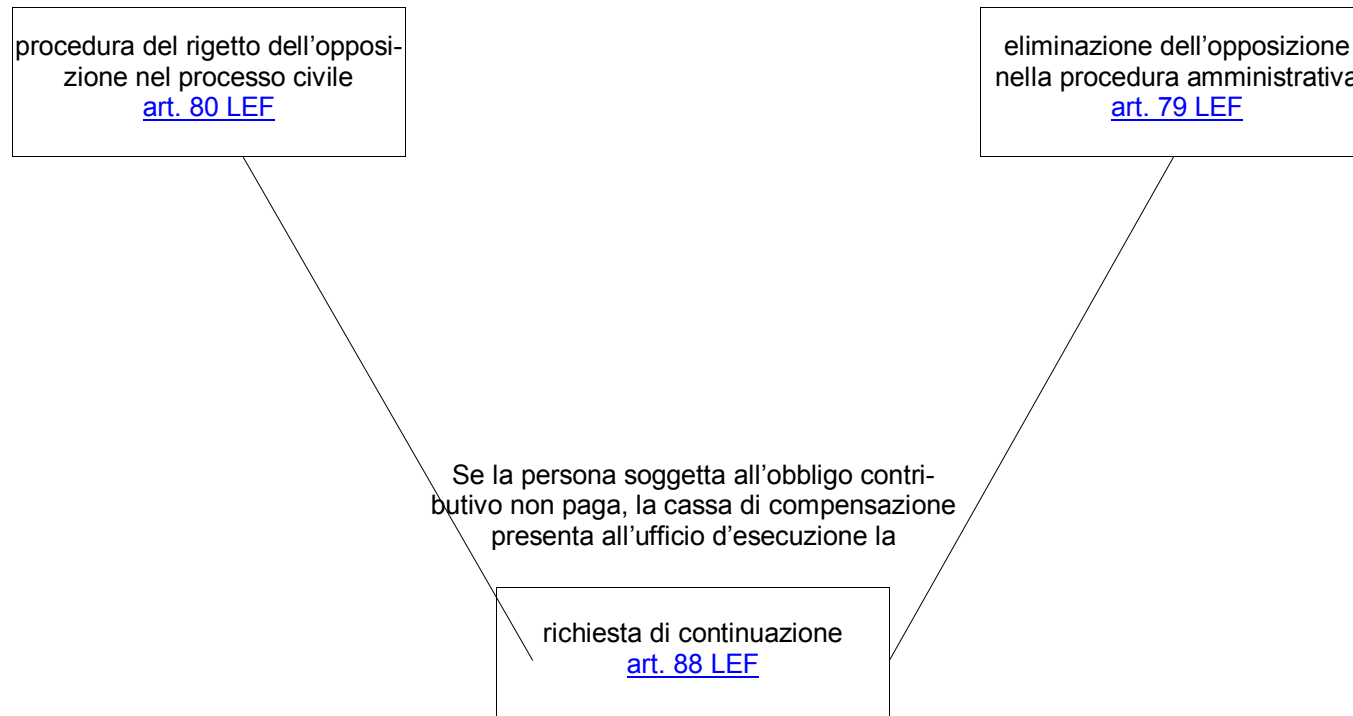 procedura del rigetto dell’opposi-
zione nel processo civile
art. 80 LEF
eliminazione dell’opposizione
nella procedura amministrativa
art. 79 LEF
Se la persona soggetta all’obbligo contri-
butivo non paga, la cassa di compensazione
presenta all’ufficio d’esecuzione la
richiesta di continuazione
art. 88 LEF